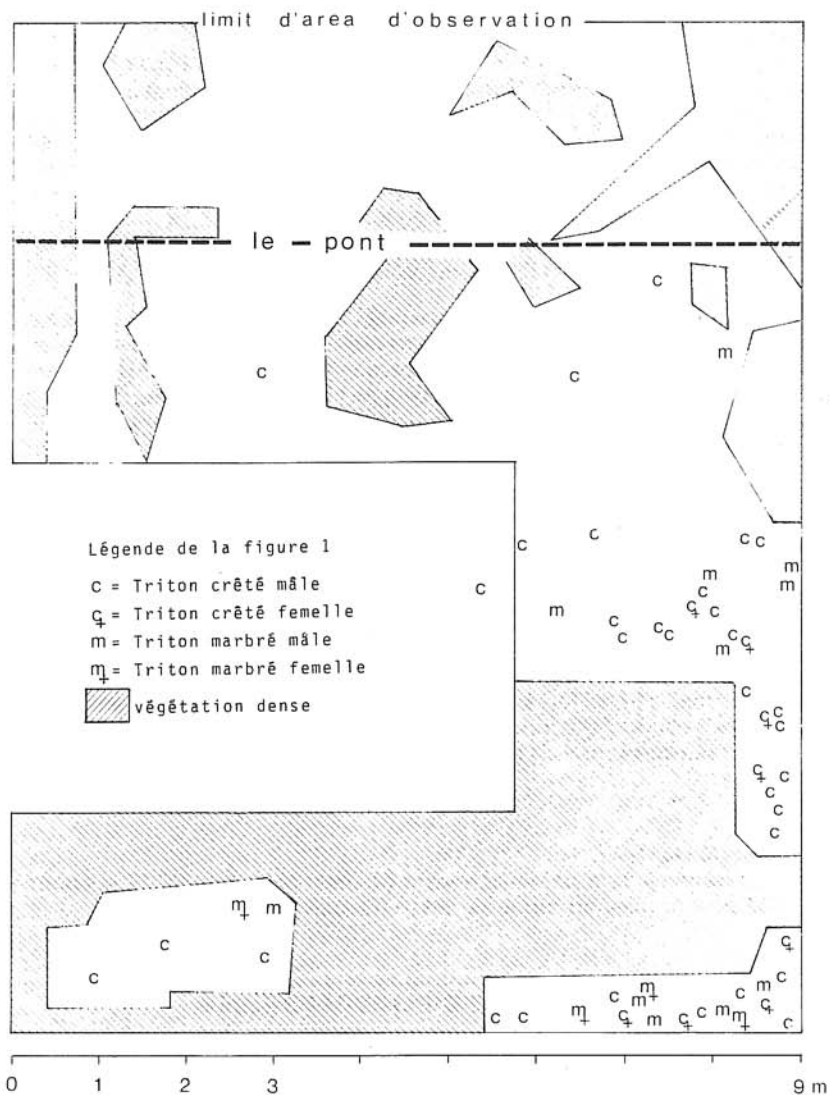 limit d'area d'observation
le pont
c
m
c c
c c c c
m
m
m
c c
c̟ c
m
c c c c c c̟
m
Légende de la figure 1
c = Triton crêté mâle
c̟ = Triton crêté femelle
m = Triton marbré mâle
m̟ = Triton marbré femelle
végétation dense
c
c̟ c
c
c̟ c
c
c
c
m̟ m
c c c
c̟
c
m̟ m
c m c c̟
c c m̟ c̟ m c̟ c m m̟ c
0 1 2 3 9 m